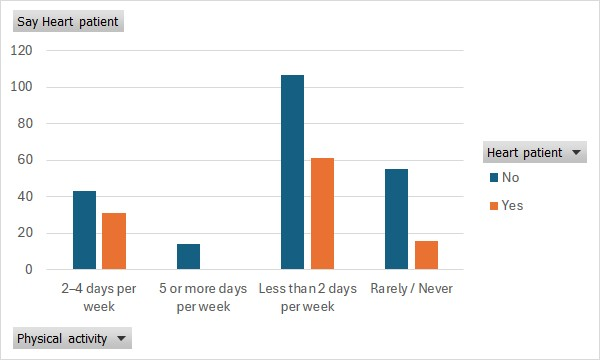 Say Heart patient
120
100
80
60
40
20
0
2–4 days per
week
5 or more days
per week
Less than 2 days
per week
Rarely / Never
Heart patient
No
Yes
Physical activity